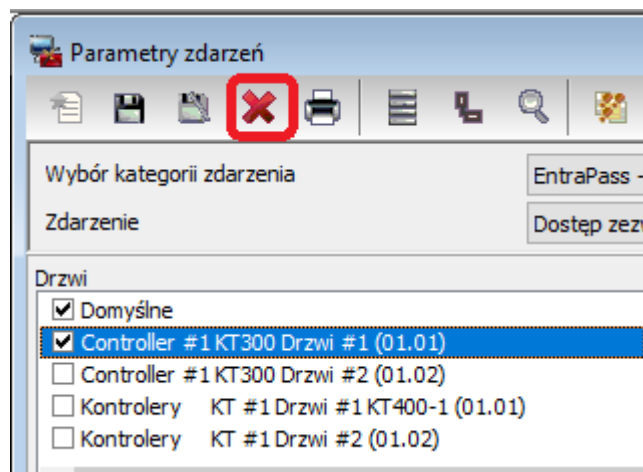 Parametry zdarzeń
Wybór kategorii zdarzenia
EntraPass -
Zdarzenie
Dostęp zez
Drzwi
Domyślne
Controller #1 KT300 Drzwi #1 (01.01)
Controller #1 KT300 Drzwi #2 (01.02)
Kontrolery KT #1 Drzwi #1 KT400-1 (01.01)
Kontrolery KT #1 Drzwi #2 (01.02)